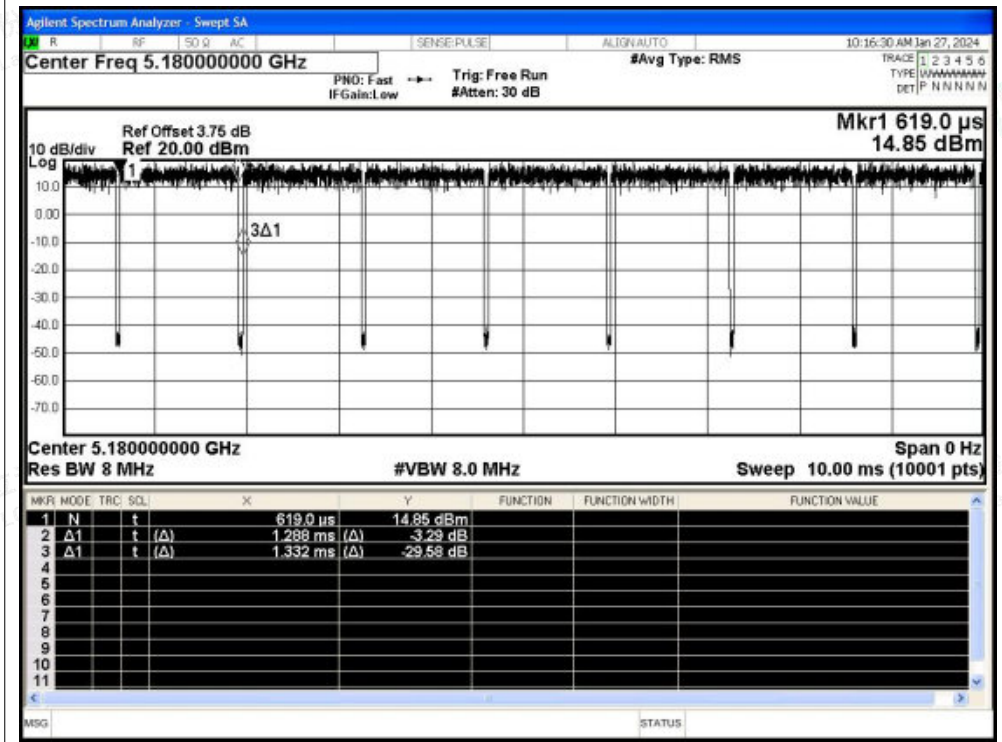 Agilent Spectrum Analyzer - Swept SA
R RF 50 Ω AC SENSE:PULSE ALIGNAUTO 10:16:30 AM Jan 27, 2024
Center Freq 5.180000000 GHz #Avg Type: RMS TRACE 1 2 3 4 5 6
PNO: Fast Trig: Free Run TYPE
IFGain:Low #Atten: 30 dB DET P N N N N N
Mkr1 619.0 µs
Ref Offset 3.75 dB
10 dB/div Ref 20.00 dBm 14.85 dBm
Log
1
10.0
0.00
3Δ1
-10.0
-20.0
-30.0
-40.0
-50.0
-60.0
-70.0
Center 5.180000000 GHz Span 0 Hz
Res BW 8 MHz #VBW 8.0 MHz Sweep 10.00 ms (10001 pts)
MKR MODE TRC SCL X Y FUNCTION FUNCTION WIDTH FUNCTION VALUE
1 N t 619.0 µs 14.85 dBm
2 Δ1 t (Δ) 1.288 ms (Δ) -3.29 dB
3 Δ1 t (Δ) 1.332 ms (Δ) -29.58 dB
4
5
6
7
8
9
10
11
MSG STATUS